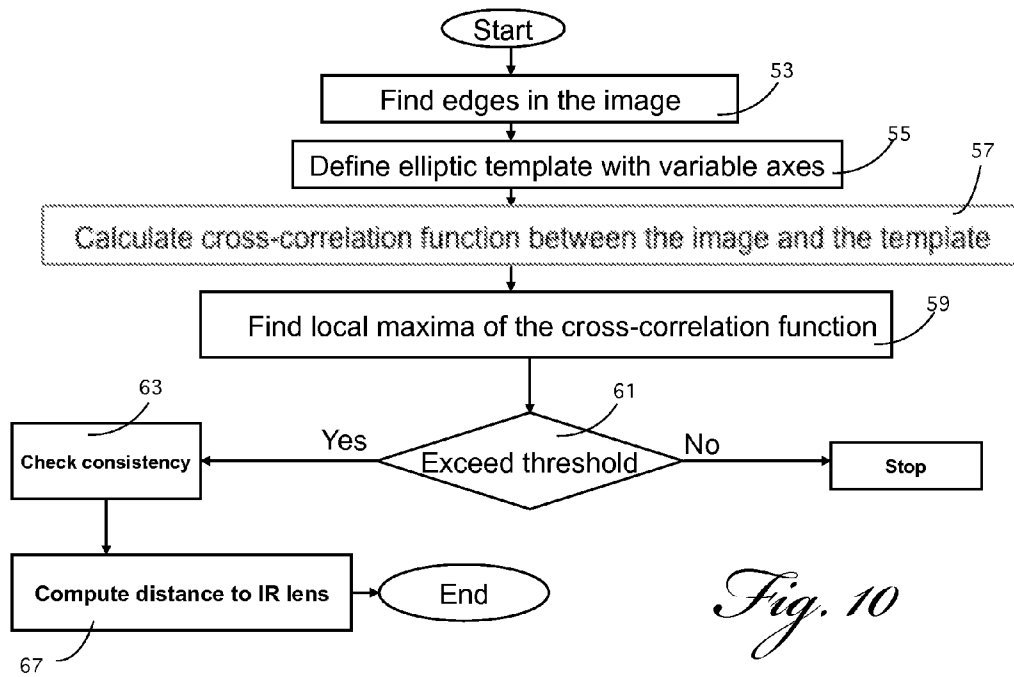 Start
53
Find edges in the image
55
Define elliptic template with variable axes
57
Calculate cross-correlation function between the image and the template
59
Find local maxima of the cross-correlation function
61
63
Yes
No
Check consistency
Exceed threshold
Stop
Compute distance to IR lens
End
Fig. 10
67